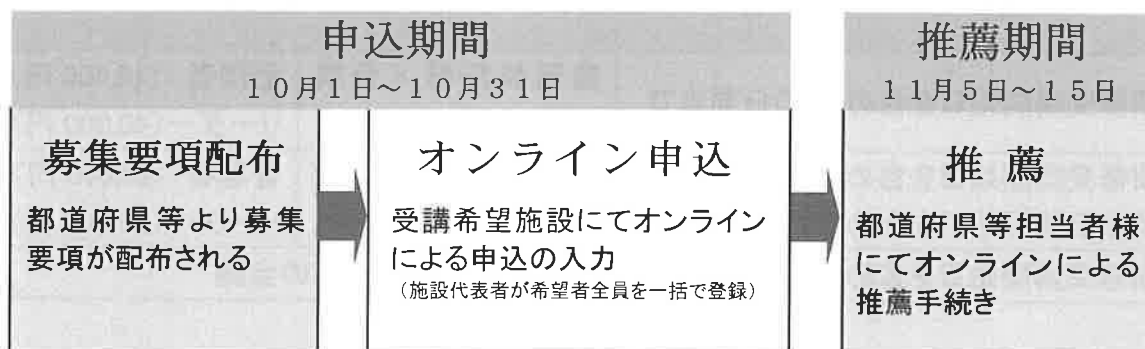 申込期間
10月1日~10月31日
募集要項配布
都道府県等より募集
要項が配布される
オンライン申込
受講希望施設にてオンライン
による申込の入力
(施設代表者が希望者全員を一括で登録)
推薦期間
11月5日~15日
推薦
都道府県等担当者様
にてオンラインによる
推薦手続き